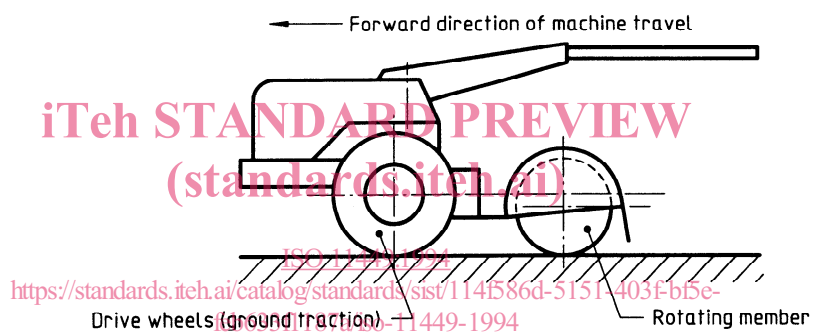 Forward direction of machine travel
iTeh STANDARD PREVIEW
(standards.iteh.ai)
ISO 11449:1994
https://standards.iteh.ai/catalog/standards/sist/114f586d-5151-403f-bf5e-
Drive wheels (ground traction)
Rotating member